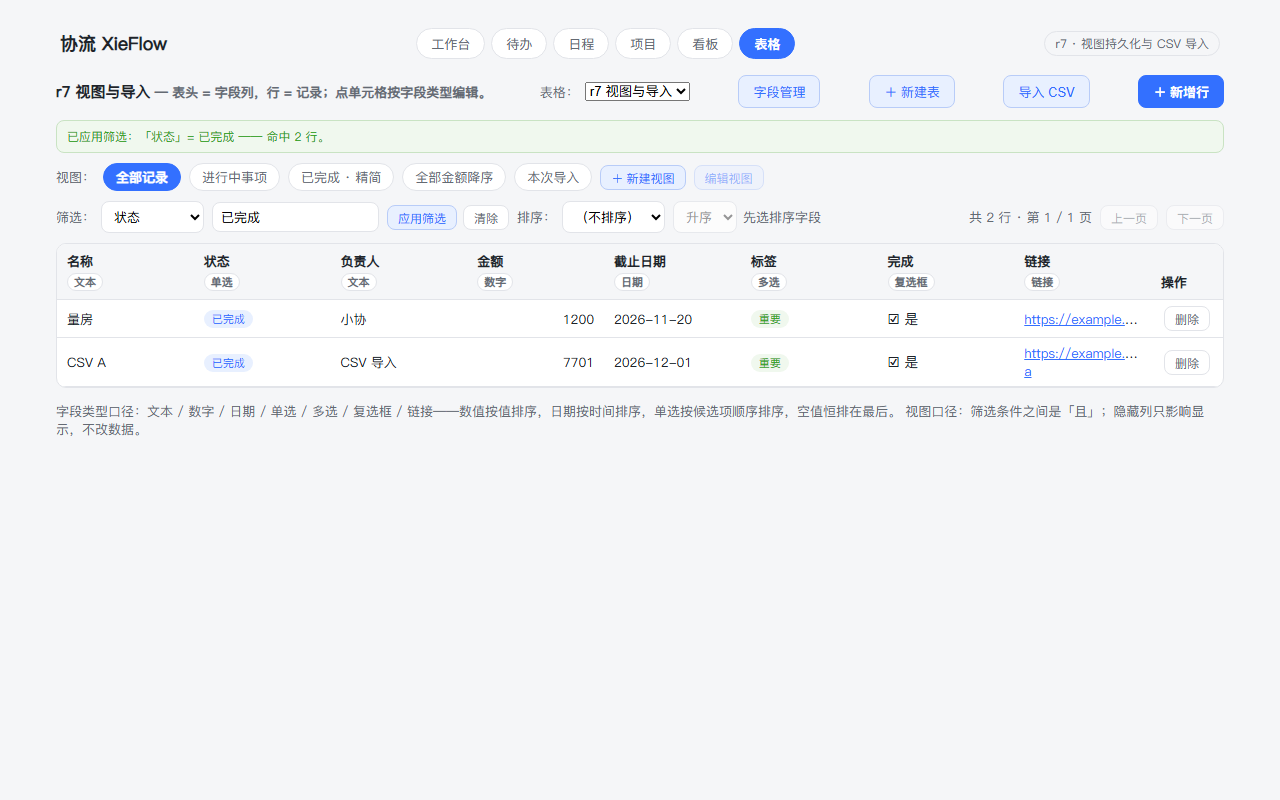 协流 XieFlow 工作台 待办 日程 项目 看板 表格 r7 · 视图持久化与 CSV 导入
r7 视图与导入 — 表头 = 字段列，行 = 记录；点单元格按字段类型编辑。 表格： r7 视图与导入 字段管理 ＋ 新建表 导入 CSV ＋ 新增行
已应用筛选：「状态」= 已完成 —— 命中 2 行。
视图： 全部记录 进行中事项 已完成 · 精简 全部金额降序 本次导入 ＋ 新建视图 编辑视图
筛选： 状态 已完成 应用筛选 清除 排序： （不排序） 升序 先选排序字段 共 2 行 · 第 1 / 1 页 上一页 下一页
名称 状态 负责人 金额 截止日期 标签 完成 链接
文本 单选 文本 数字 日期 多选 复选框 链接 操作
量房 已完成 小协 1200 2026-11-20 重要 ☑ 是 https://example.… 删除
CSV A 已完成 CSV 导入 7701 2026-12-01 重要 ☑ 是 https://example.… 删除
a
字段类型口径：文本 / 数字 / 日期 / 单选 / 多选 / 复选框 / 链接——数值按值排序，日期按时间排序，单选按候选项顺序排序，空值恒排在最后。 视图口径：筛选条件之间是「且」；隐藏列只影响显
示，不改数据。